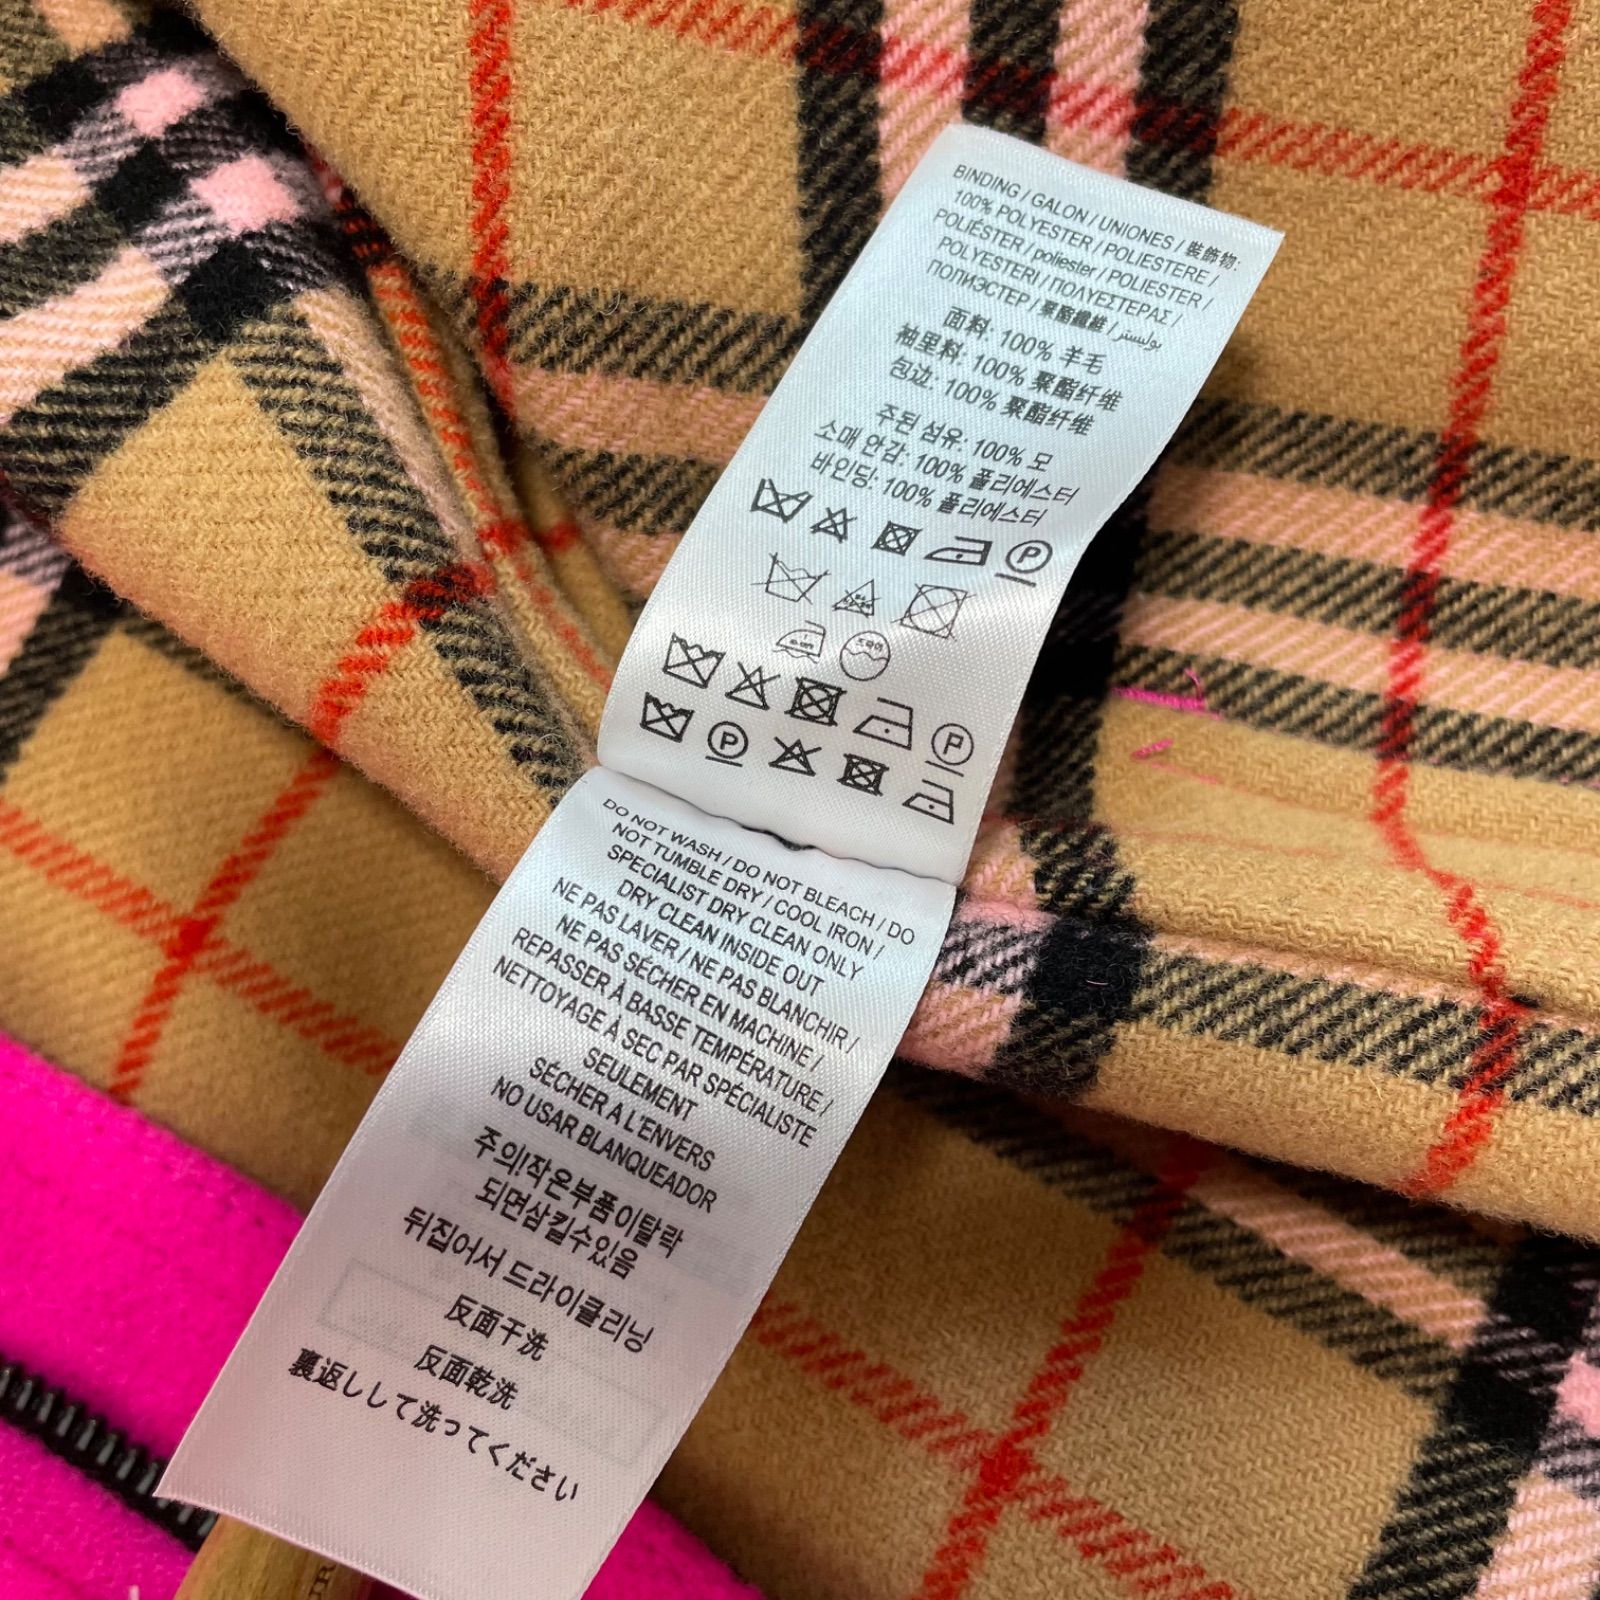 BINDING / GALON / UNIONES / 裝飾物:
100% POLYESTER / POLIESTERE /
POLIÉSTER / poliester / POLIESTER /
POLYESTERI / ΠΟΛΥΕΣΤΕΡΑΣ /
ПОЛИЭСТЕР / 聚酯纖維 / بوليستر
面料: 100% 羊毛
袖里料: 100% 聚酯纤维
包边: 100% 聚酯纤维
주된 섬유: 100% 모
소매 안감: 100% 폴리에스터
바인딩: 100% 폴리에스터
P
드라이
P
P
DO NOT WASH / DO NOT BLEACH / DO
NOT TUMBLE DRY / COOL IRON /
SPECIALIST DRY CLEAN ONLY
DRY CLEAN INSIDE OUT
NE PAS LAVER / NE PAS BLANCHIR /
NE PAS SÉCHER EN MACHINE /
REPASSER À BASSE TEMPÉRATURE /
NETTOYAGE À SEC PAR SPÉCIALISTE
SEULEMENT
SÉCHER A L'ENVERS
NO USAR BLANQUEADOR
주의!작은부품이탈락
되면삼킬수있음
뒤집어서 드라이클리닝
反面干洗
反面乾洗
裏返しして洗ってください